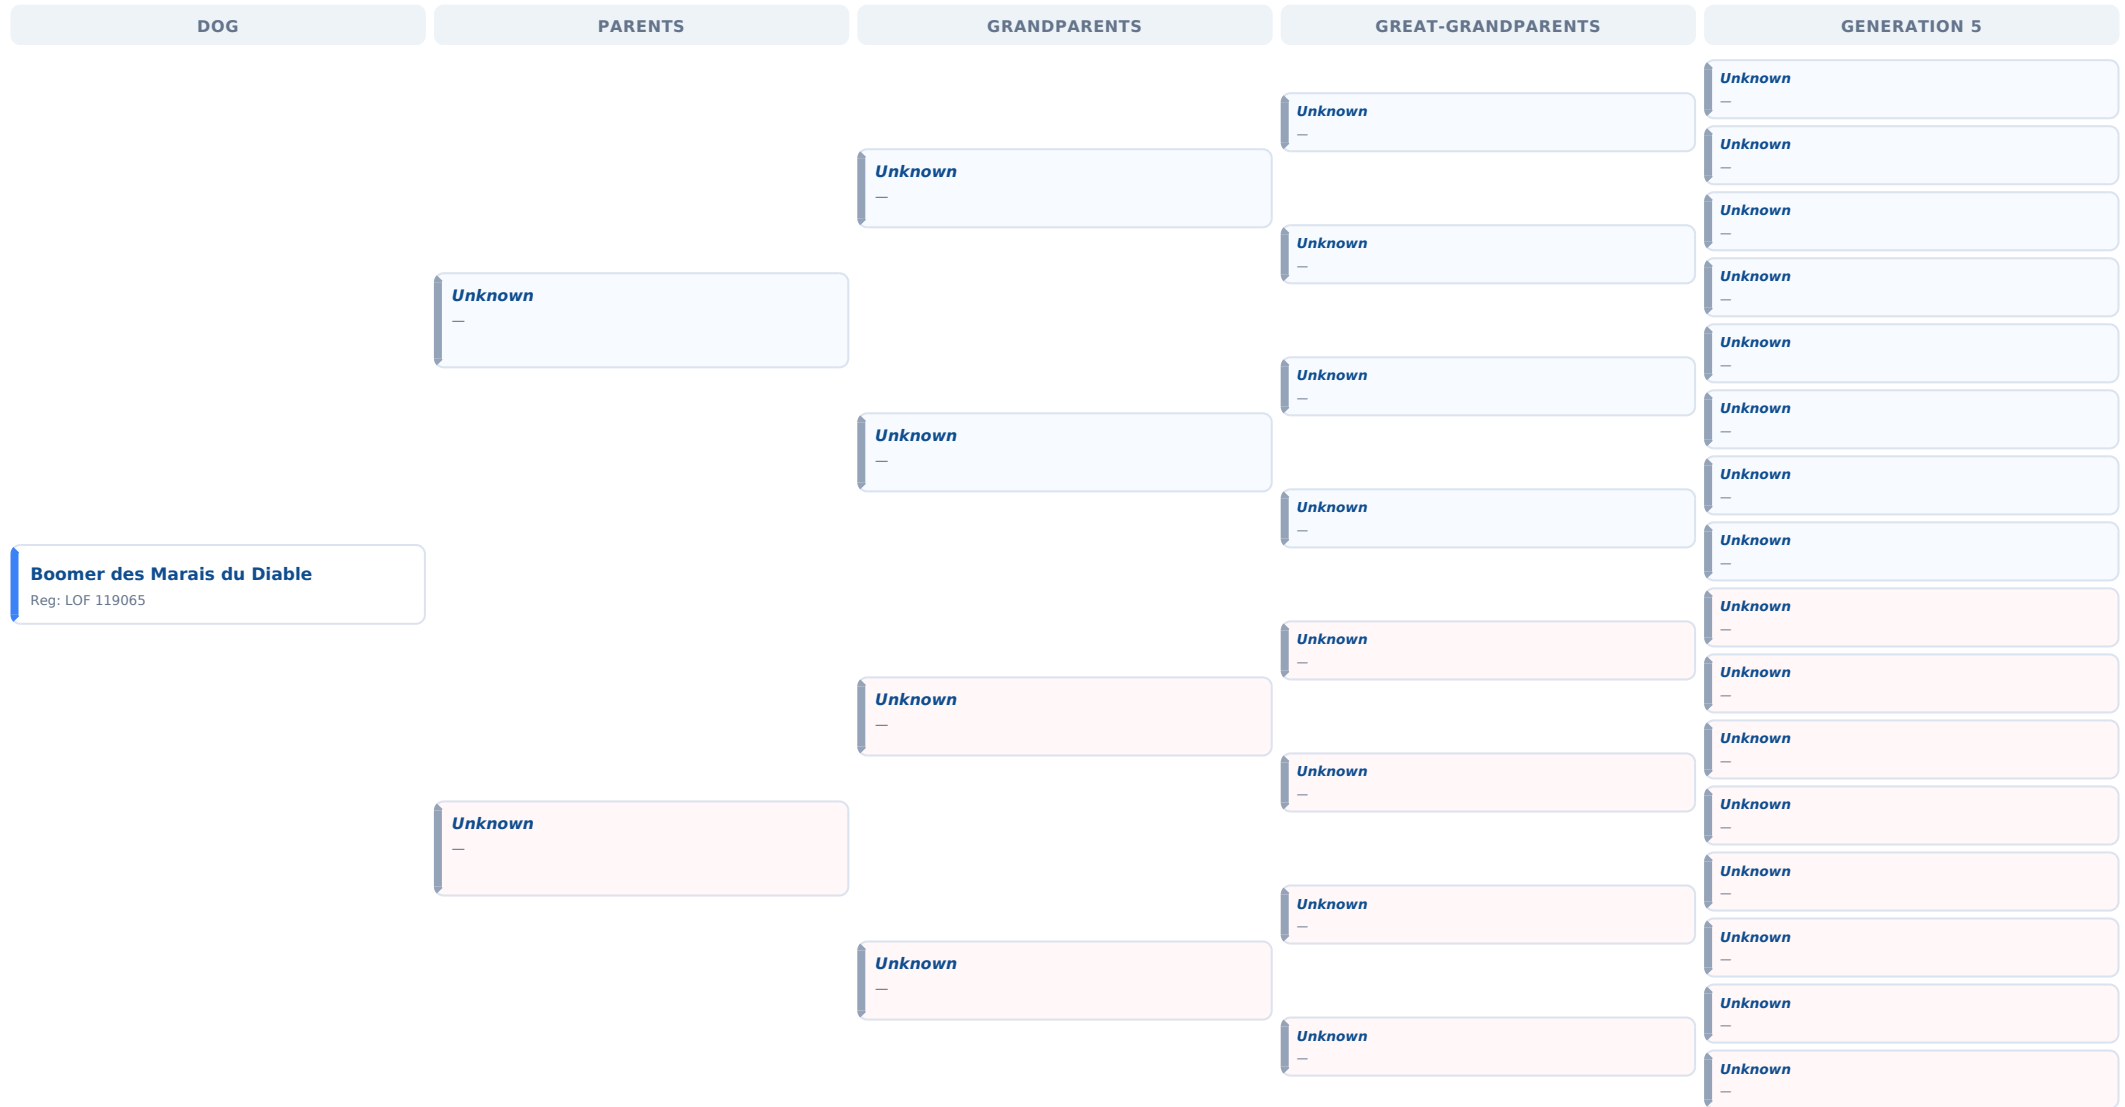 DOG
PARENTS
GRANDPARENTS
GREAT-GRANDPARENTS
GENERATION 5
Boomer des Marais du Diable
Reg: LOF 119065
Unknown
—
Unknown
—
Unknown
—
Unknown
—
Unknown
—
Unknown
—
Unknown
—
Unknown
—
Unknown
—
Unknown
—
Unknown
—
Unknown
—
Unknown
—
Unknown
—
Unknown
—
Unknown
—
Unknown
—
Unknown
—
Unknown
—
Unknown
—
Unknown
—
Unknown
—
Unknown
—
Unknown
—
Unknown
—
Unknown
—
Unknown
—
Unknown
—
Unknown
—
Unknown
—